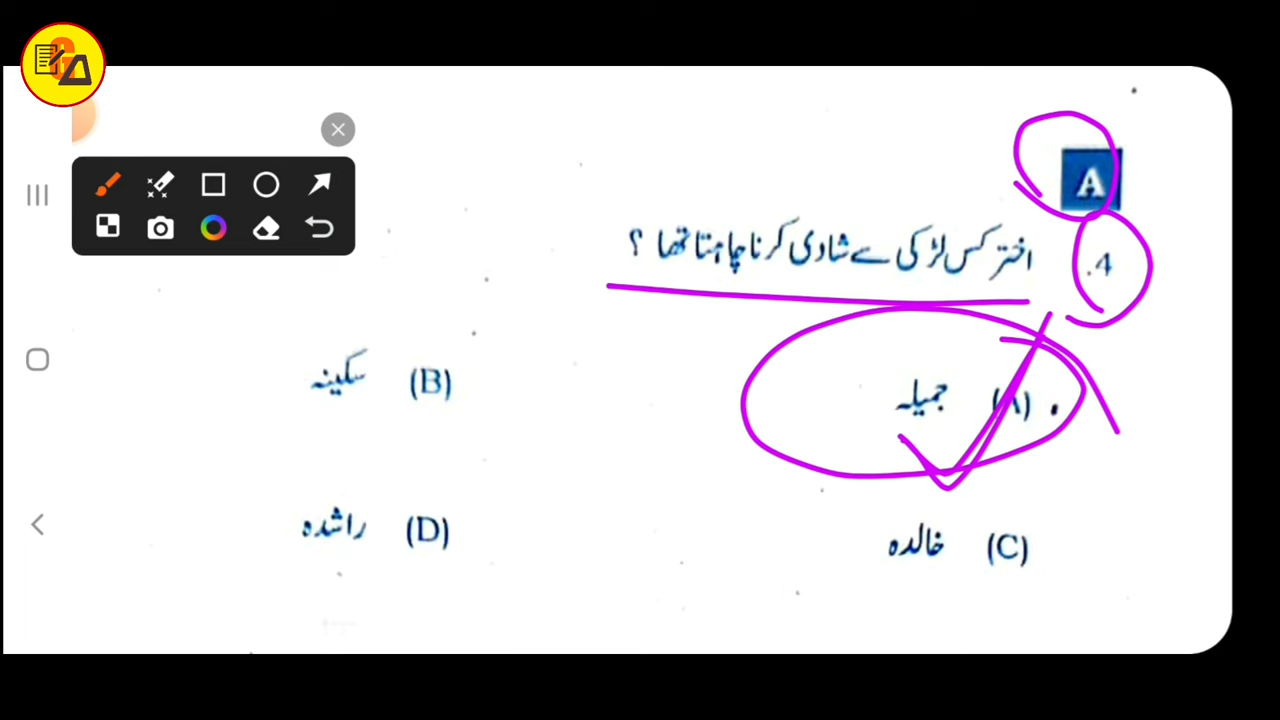 A
4. اختر کس لڑکی سے شادی کرنا چاہتا تھا ؟
(A) جمیلہ (B) سکینہ
(C) خالدہ (D) راشدہ